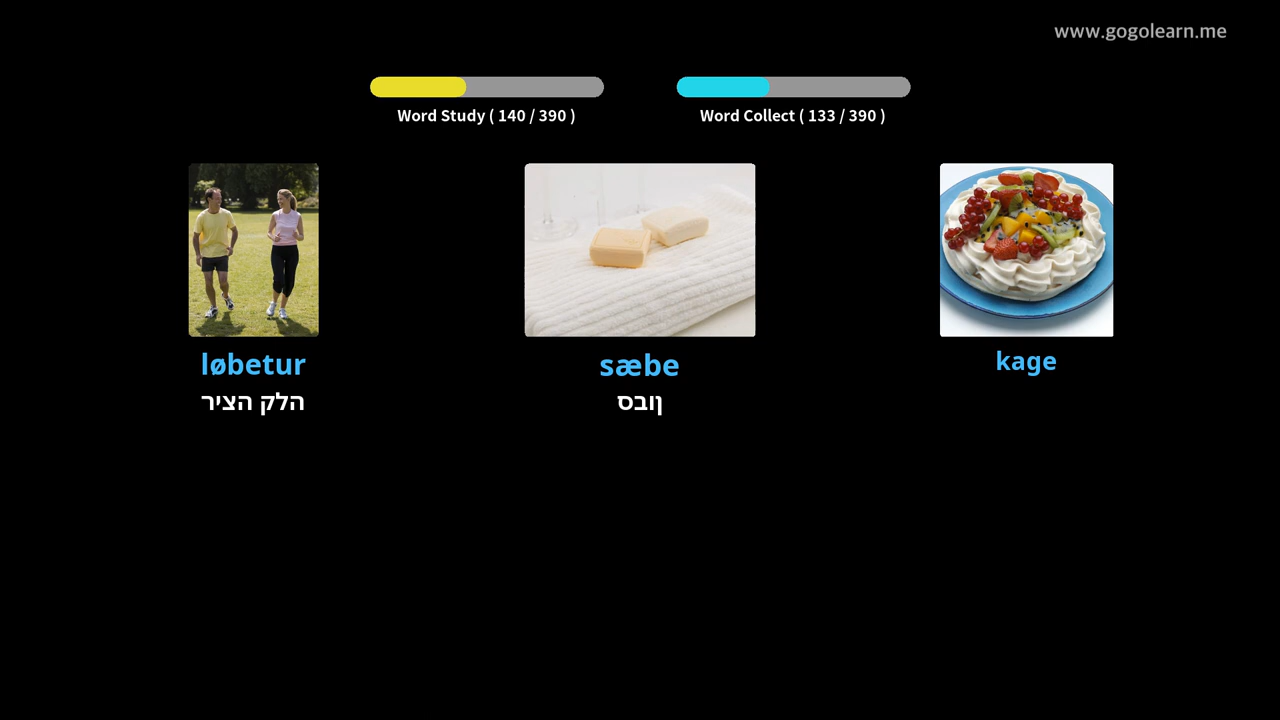 www.gogolearn.me
Word Study ( 140 / 390 )
Word Collect ( 133 / 390 )
løbetur
sæbe
kage
הלק הציר
ןובס